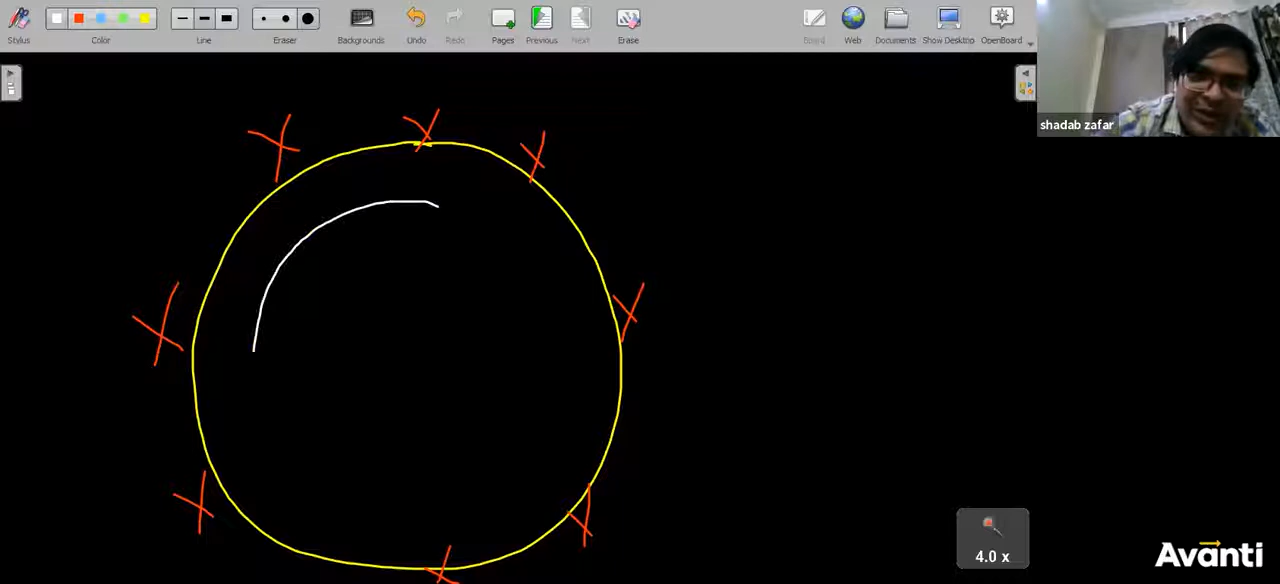 Stylus Color Line Eraser Backgrounds Undo Redo Pages Previous Next Erase Board Web Documents Show Desktop OpenBoard
shadab zafar
4.0 x
Avanti